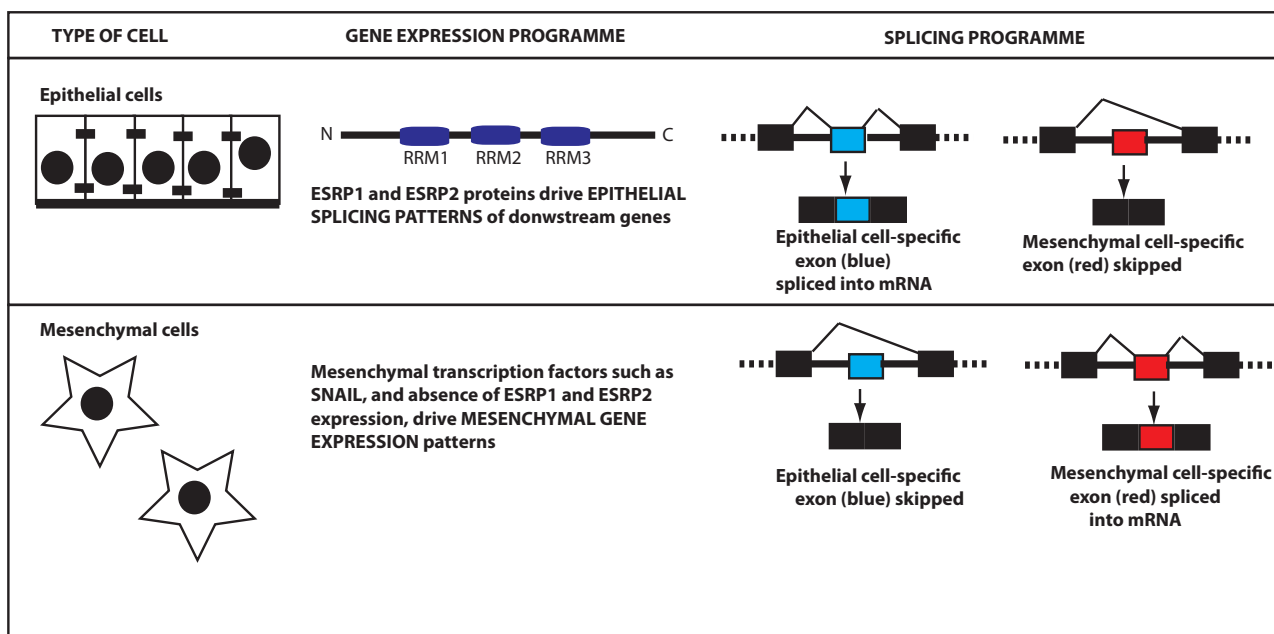 TYPE OF CELL
GENE EXPRESSION PROGRAMME
SPLICING PROGRAMME
Epithelial cells
N
C
RRM1
RRM2
RRM3
ESRP1 and ESRP2 proteins drive EPITHELIAL
SPLICING PATTERNS of donwstream genes
Epithelial cell-specific
exon (blue)
spliced into mRNA
Mesenchymal cell-specific
exon (red) skipped
Mesenchymal cells
Mesenchymal transcription factors such as
SNAIL, and absence of ESRP1 and ESRP2
expression, drive MESENCHYMAL GENE
EXPRESSION patterns
Epithelial cell-specific
exon (blue) skipped
Mesenchymal cell-specific
exon (red) spliced
into mRNA